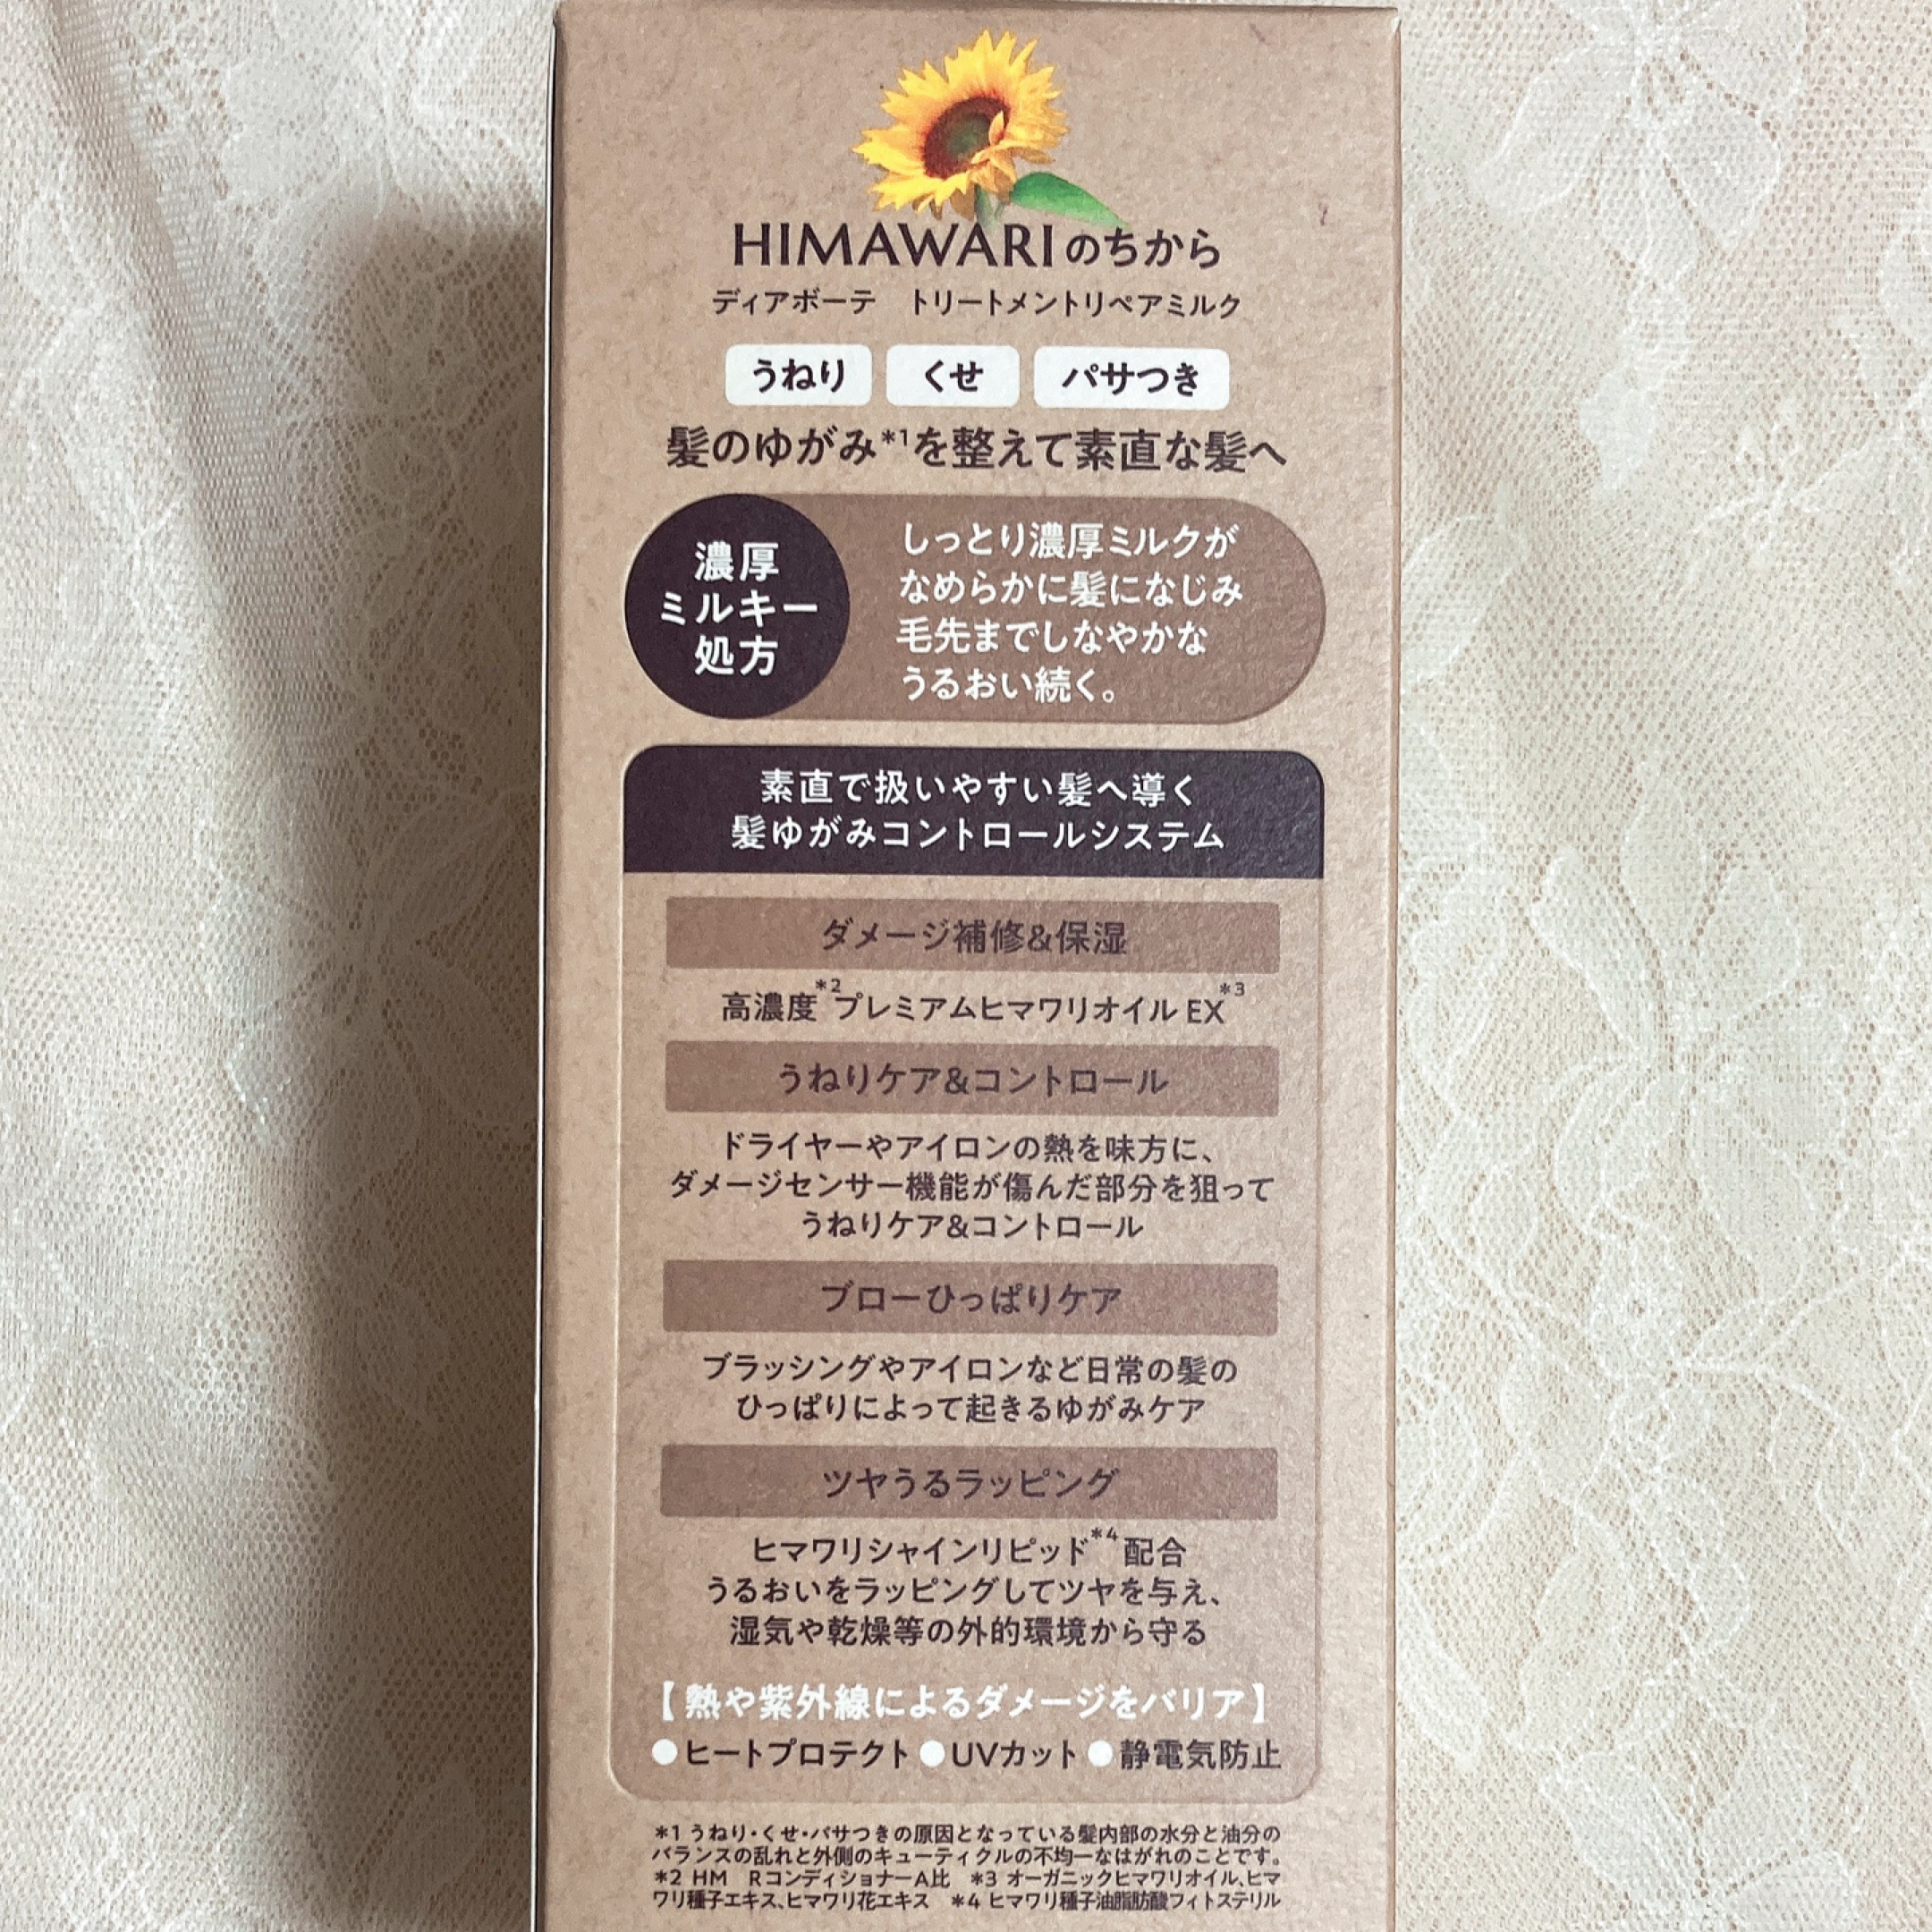 HIMAWARIのちから
ディアボーテ　トリートメントリペアミルク
うねり くせ パサつき
髪のゆがみ*1を整えて素直な髪へ
濃厚
ミルキー
処方
しっとり濃厚ミルクが
なめらかに髪になじみ
毛先までしなやかな
うるおい続く。
素直で扱いやすい髪へ導く
髪ゆがみコントロールシステム
ダメージ補修&保湿
高濃度*2プレミアムヒマワリオイル EX*3
うねりケア&コントロール
ドライヤーやアイロンの熱を味方に、
ダメージセンサー機能が傷んだ部分を狙って
うねりケア&コントロール
ブローひっぱりケア
ブラッシングやアイロンなど日常の髪の
ひっぱりによって起きるゆがみケア
ツヤうるラッピング
ヒマワリシャインリピッド*4配合
うるおいをラッピングしてツヤを与え、
湿気や乾燥等の外的環境から守る
【熱や紫外線によるダメージをバリア】
●ヒートプロテクト ●UVカット ●静電気防止
*1 うねり・くせ・パサつきの原因となっている髪内部の水分と油分の
バランスの乱れと外側のキューティクルの不均一なはがれのことです。
*2 HM　RコンディショナーA比　*3 オーガニックヒマワリオイル、ヒマ
ワリ種子エキス、ヒマワリ花エキス　*4 ヒマワリ種子油脂肪酸フィトステリル